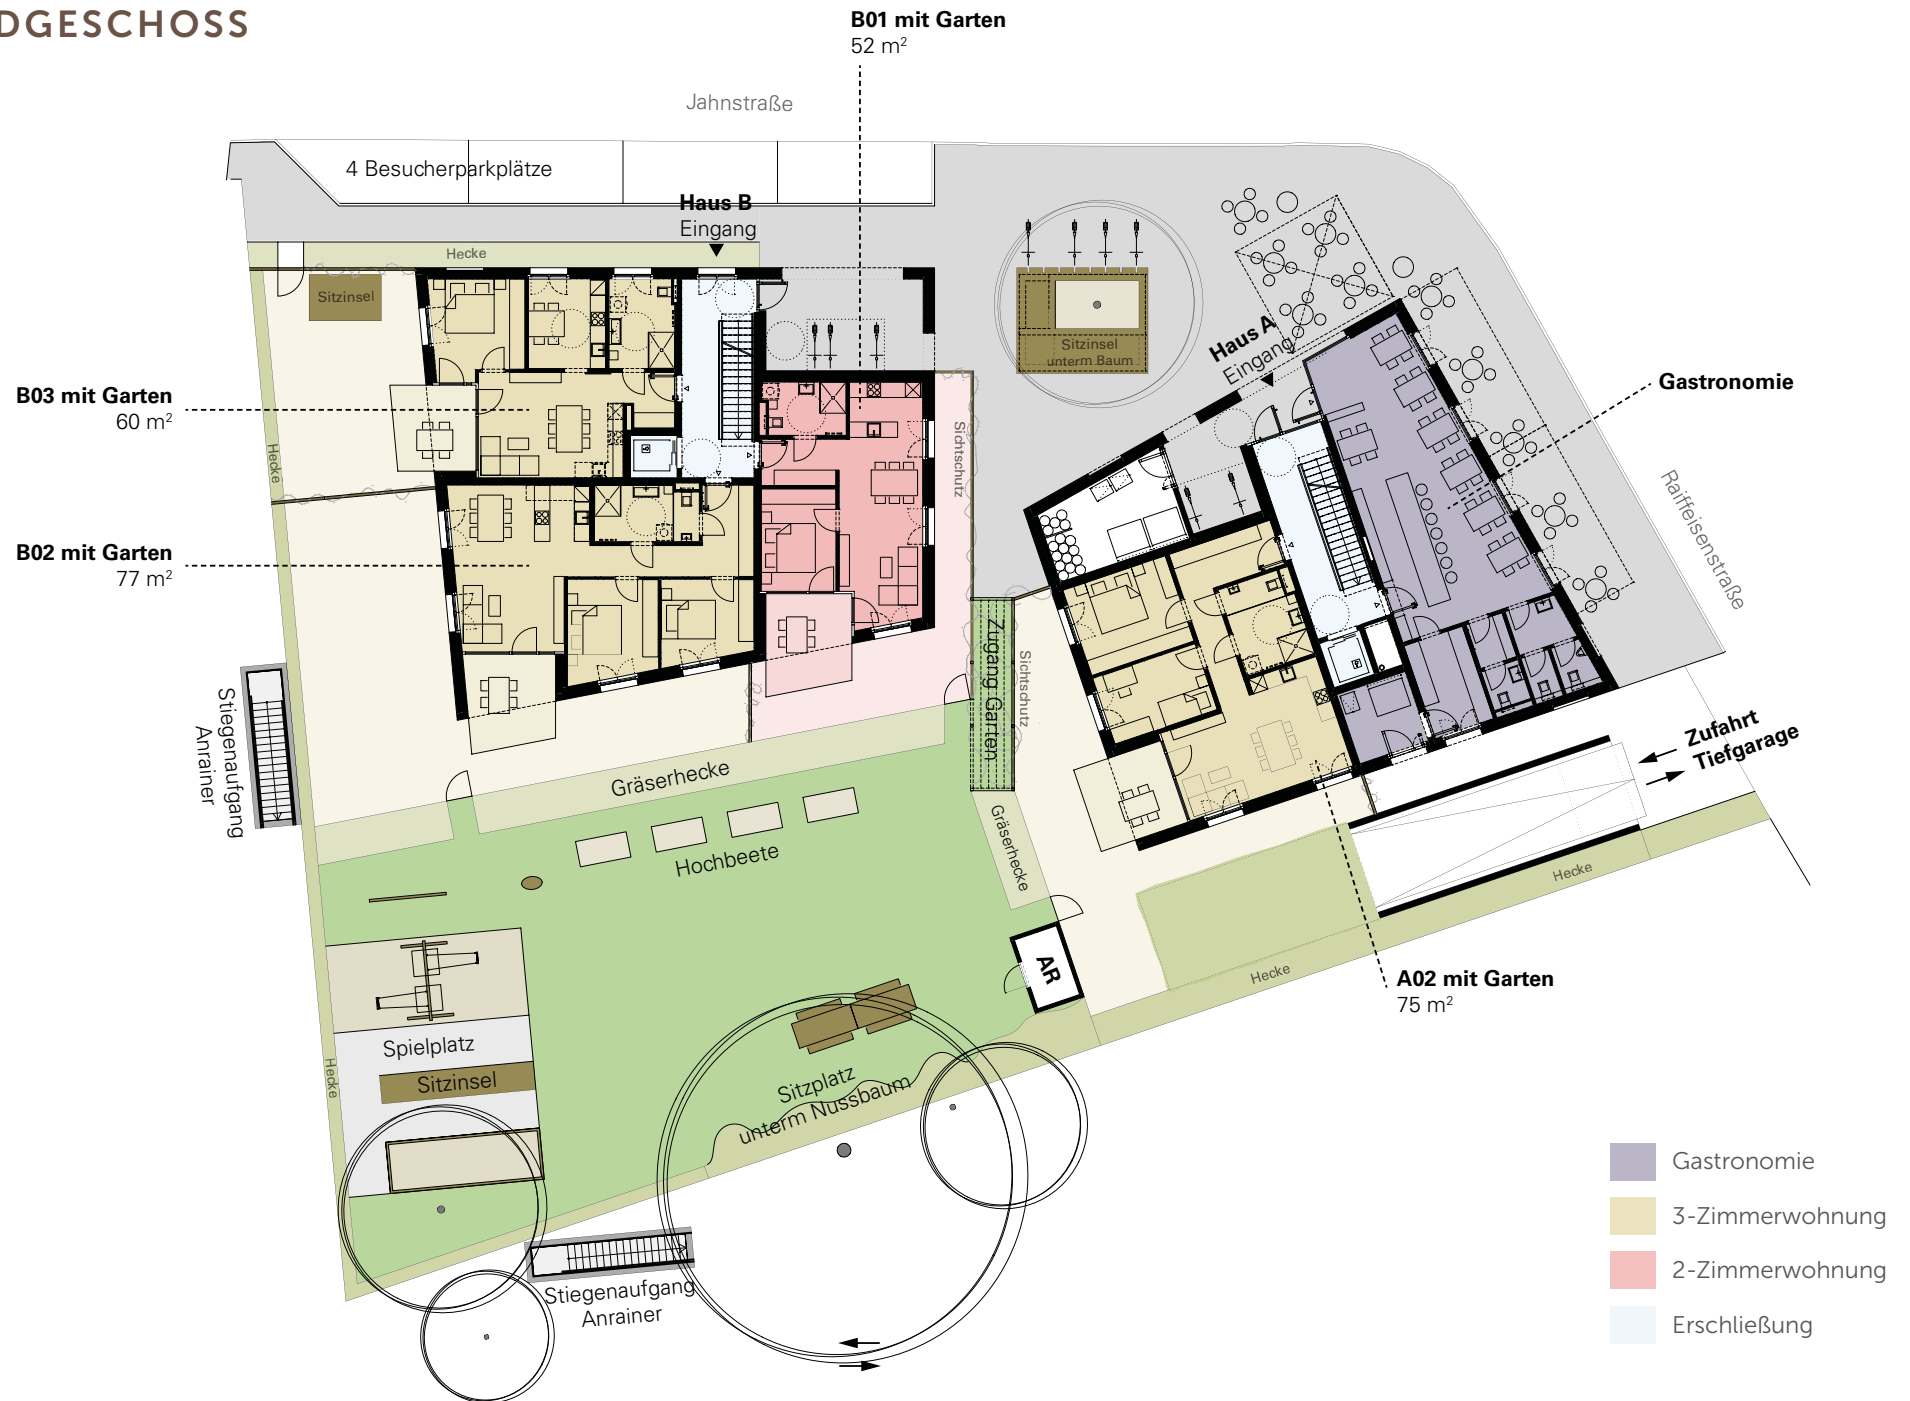 DGESCHOSS
B01 mit Garten
52 m²
Jahnstraße
4 Besucherparkplätze
Haus B
Eingang
Hecke
Sitzinsel
Sitzinsel
unterm Baum
Haus A
Eingang
Gastronomie
B03 mit Garten
60 m²
Hecke
Sichtschutz
Raiffeisenstraße
B02 mit Garten
77 m²
Zugang Garten
Sichtschutz
Stiegenaufgang
Anrainer
Zufahrt
Tiefgarage
Gräserhecke
Gräserhecke
Hochbeete
Hecke
AR
Hecke
A02 mit Garten
75 m²
Spielplatz
Sitzinsel
Hecke
Sitzplatz
unterm Nussbaum
Stiegenaufgang
Anrainer
Gastronomie
3-Zimmerwohnung
2-Zimmerwohnung
Erschließung